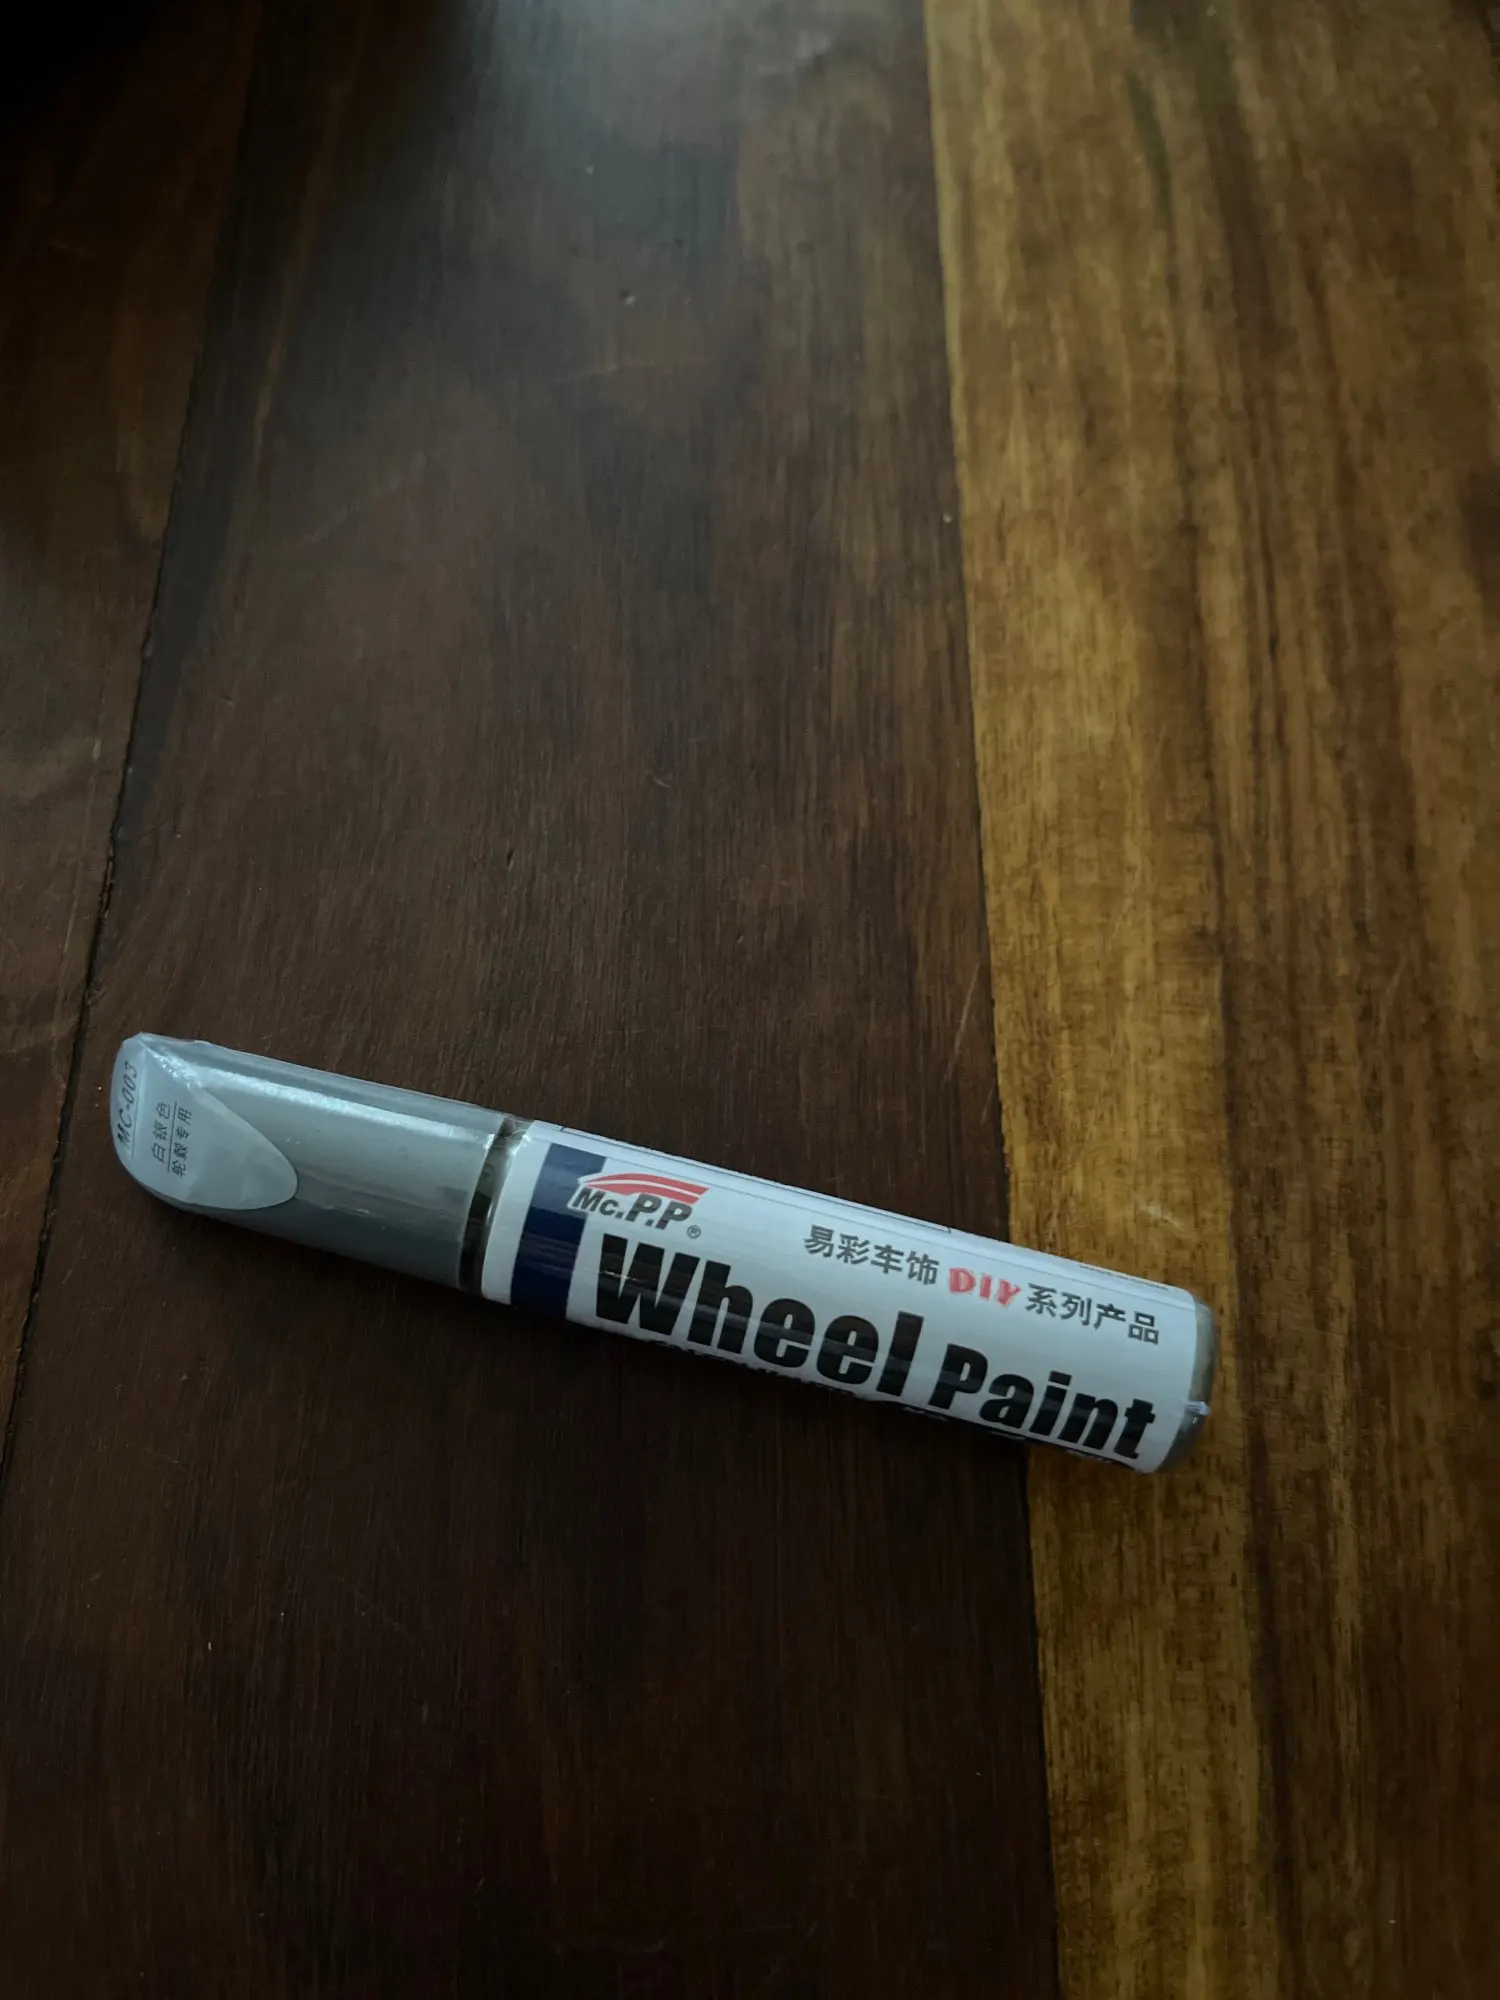 MC-003
白银色
轮毂专用
Mc.P.P®
易彩车饰 DIY 系列产品
Wheel Paint